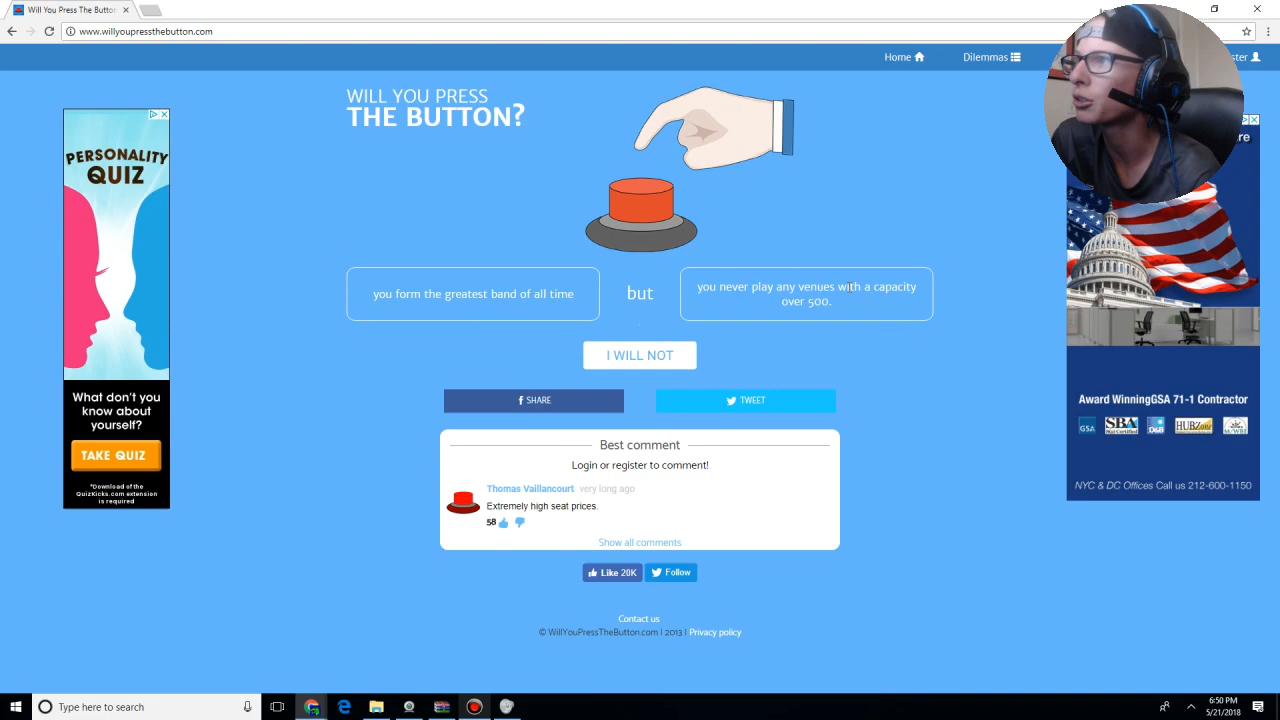 Will You Press The Button
www.willyoupressthebutton.com
Home
Dilemmas
WILL YOU PRESS
THE BUTTON?
PERSONALITY
QUIZ
What don't you
know about
yourself?
TAKE QUIZ
*Download of the
QuizKicks.com extension
is required
you form the greatest band of all time
but
you never play any venues with a capacity
over 500.
I WILL NOT
SHARE
TWEET
Best comment
Login or register to comment!
Thomas Vaillancourt very long ago
Extremely high seat prices.
58
Show all comments
Like 20K
Follow
Contact us
© WillYouPressTheButton.com | 2013 | Privacy policy
Award WinningGSA 71-1 Contractor
GSA
SBA
HUBZone
M/WBE
NYC & DC Offices Call us 212-600-1150
Type here to search
6:50 PM
5/21/2018